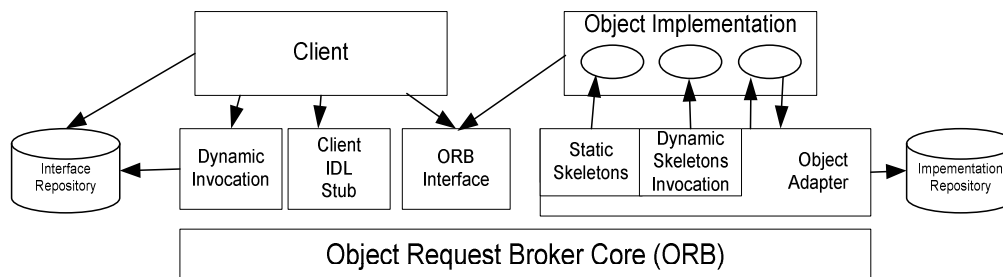 Client
Object Implementation
Interface
Repository
Dynamic
Invocation
Client
IDL
Stub
ORB
Interface
Static
Skeletons
Dynamic
Skeletons
Invocation
Object
Adapter
Impementation
Repository
Object Request Broker Core (ORB)